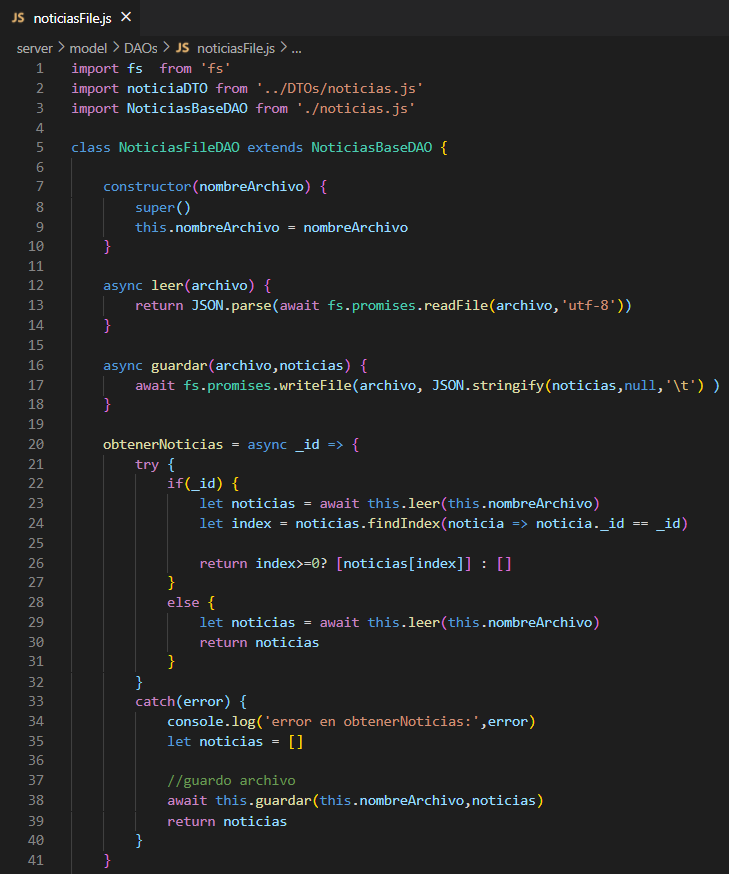 JS noticiasFile.js ×
server > model > DAOs > JS noticiasFile.js > ...
1 import fs  from 'fs'
2 import noticiaDTO from '../DTOs/noticias.js'
3 import NoticiasBaseDAO from './noticias.js'
4
5 class NoticiasFileDAO extends NoticiasBaseDAO {
6
7     constructor(nombreArchivo) {
8         super()
9         this.nombreArchivo = nombreArchivo
10     }
11
12     async leer(archivo) {
13         return JSON.parse(await fs.promises.readFile(archivo,'utf-8'))
14     }
15
16     async guardar(archivo,noticias) {
17         await fs.promises.writeFile(archivo, JSON.stringify(noticias,null,'\t') )
18     }
19
20     obtenerNoticias = async _id => {
21         try {
22             if(_id) {
23                 let noticias = await this.leer(this.nombreArchivo)
24                 let index = noticias.findIndex(noticia => noticia._id == _id)
25
26                 return index>=0? [noticias[index]] : []
27             }
28             else {
29                 let noticias = await this.leer(this.nombreArchivo)
30                 return noticias
31             }
32         }
33         catch(error) {
34             console.log('error en obtenerNoticias:',error)
35             let noticias = []
36
37             //guardo archivo
38             await this.guardar(this.nombreArchivo,noticias)
39             return noticias
40         }
41     }